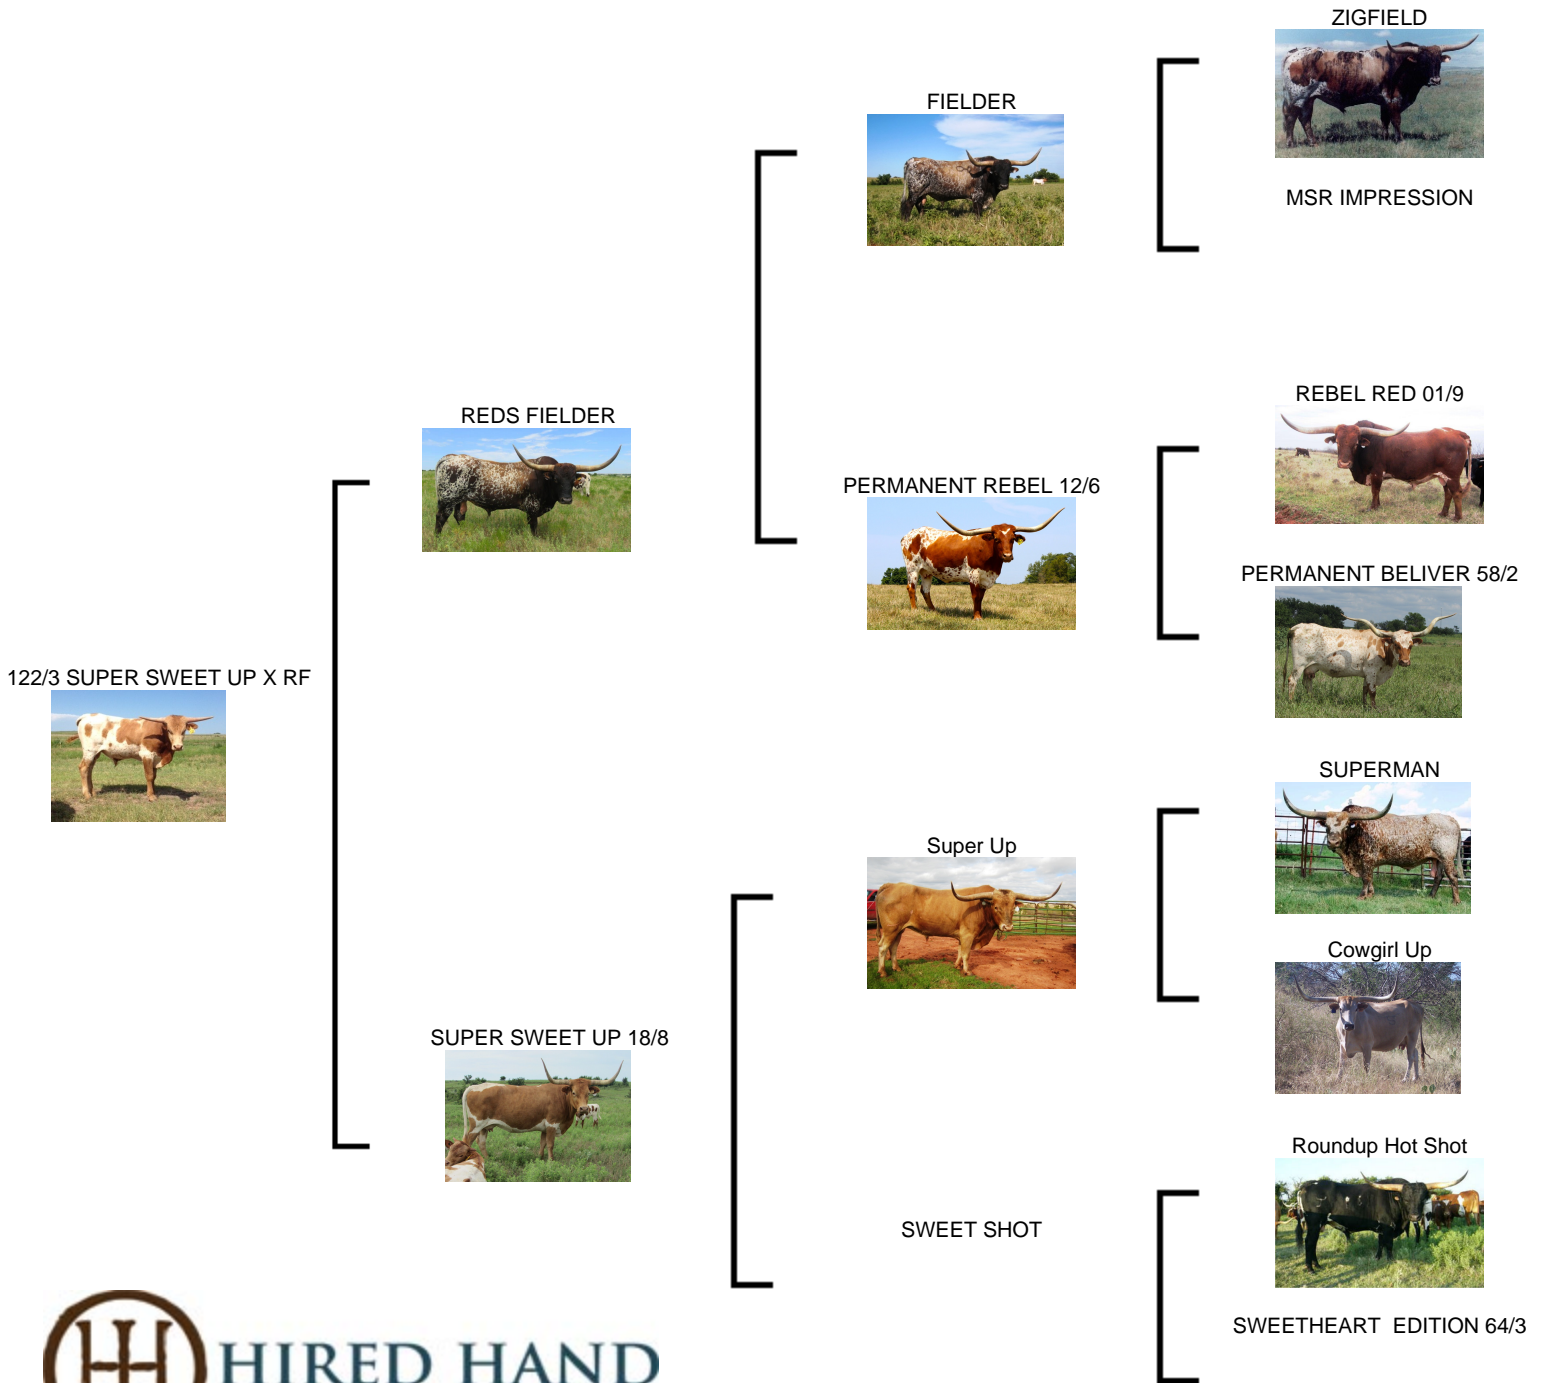 ZIGFIELD
FIELDER
MSR IMPRESSION
REBEL RED 01/9
REDS FIELDER
PERMANENT REBEL 12/6
PERMANENT BELIVER 58/2
122/3 SUPER SWEET UP X RF
SUPERMAN
Super Up
Cowgirl Up
SUPER SWEET UP 18/8
Roundup Hot Shot
SWEET SHOT
SWEETHEART  EDITION 64/3
HIRED HAND